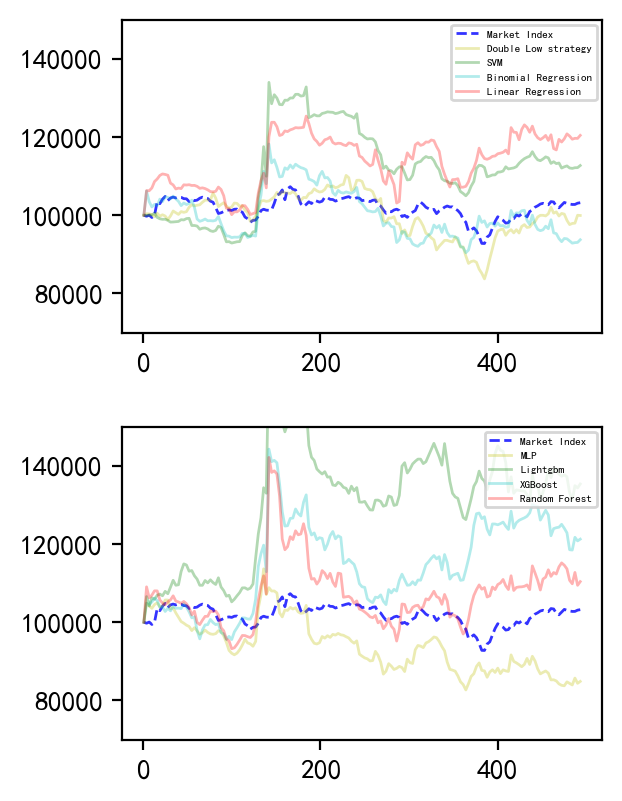 140000
120000
100000
80000
0 200 400
Market Index
Double Low strategy
SVM
Binomial Regression
Linear Regression
140000
120000
100000
80000
0 200 400
Market Index
MLP
Lightgbm
XGBoost
Random Forest